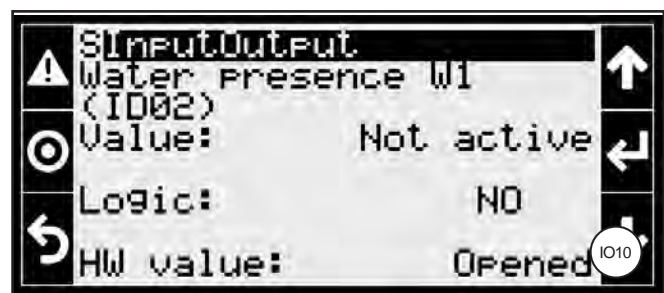 SInputOutput
Water presence W1
(ID02)
Value: Not active
Logic: NO
HW value: Opened
IO10